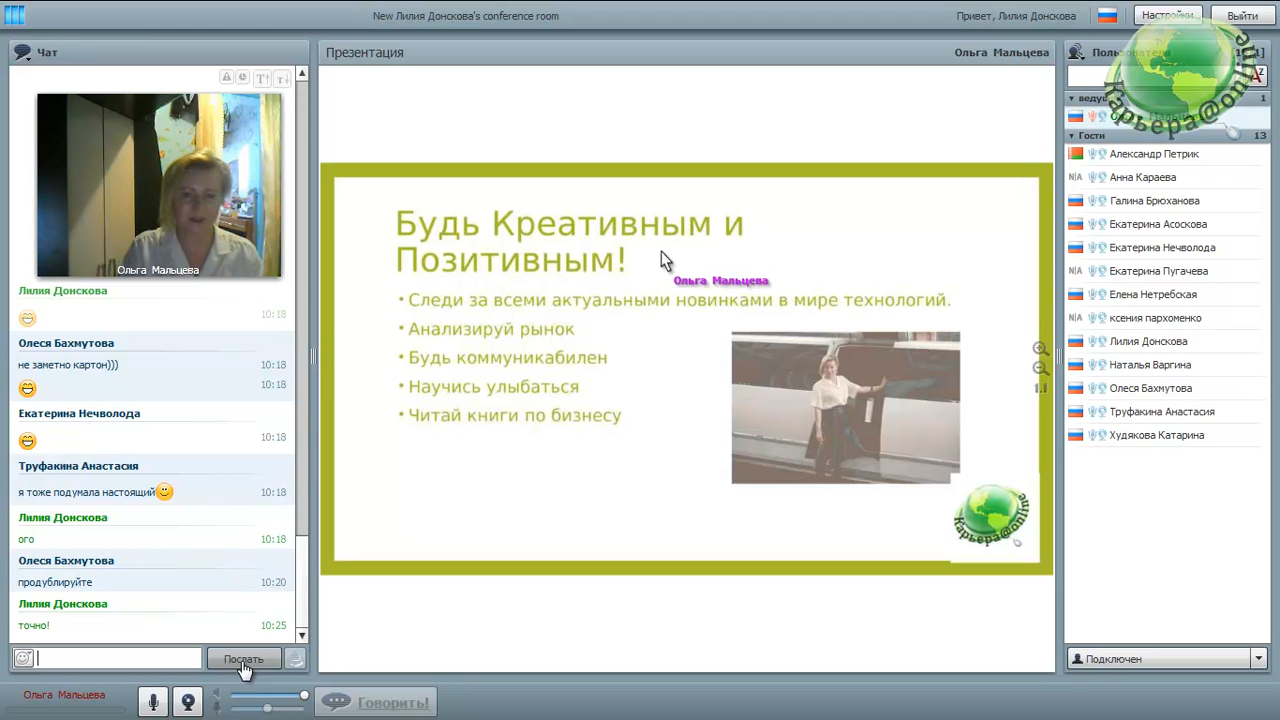 New Лилия Донскова's conference room
Привет, Лилия Донскова
Настройки
Выйти
Чат
Ольга Мальцева
Лилия Донскова
10:18
Олеся Бахмутова
не заметно картон)))
10:18
10:18
Екатерина Нечволода
10:18
Труфакина Анастасия
я тоже подумала настоящий
10:18
Лилия Донскова
ого
10:18
Олеся Бахмутова
продублируйте
10:20
Лилия Донскова
точно!
10:25
Послать
Ольга Мальцева
Говорить!
Презентация
Ольга Мальцева
Будь Креативным и
Позитивным!
Ольга Мальцева
• Следи за всеми актуальными новинками в мире технологий.
• Анализируй рынок
• Будь коммуникабилен
• Научись улыбаться
• Читай книги по бизнесу
Карьера@online
1:1
Карьера@online
1
Гости
13
Александр Петрик
N/A
Анна Караева
Галина Брюханова
Екатерина Асоскова
Екатерина Нечволода
N/A
Екатерина Пугачева
Елена Нетребская
N/A
ксения пархоменко
Лилия Донскова
Наталья Варгина
Олеся Бахмутова
Труфакина Анастасия
Худякова Катарина
Подключен